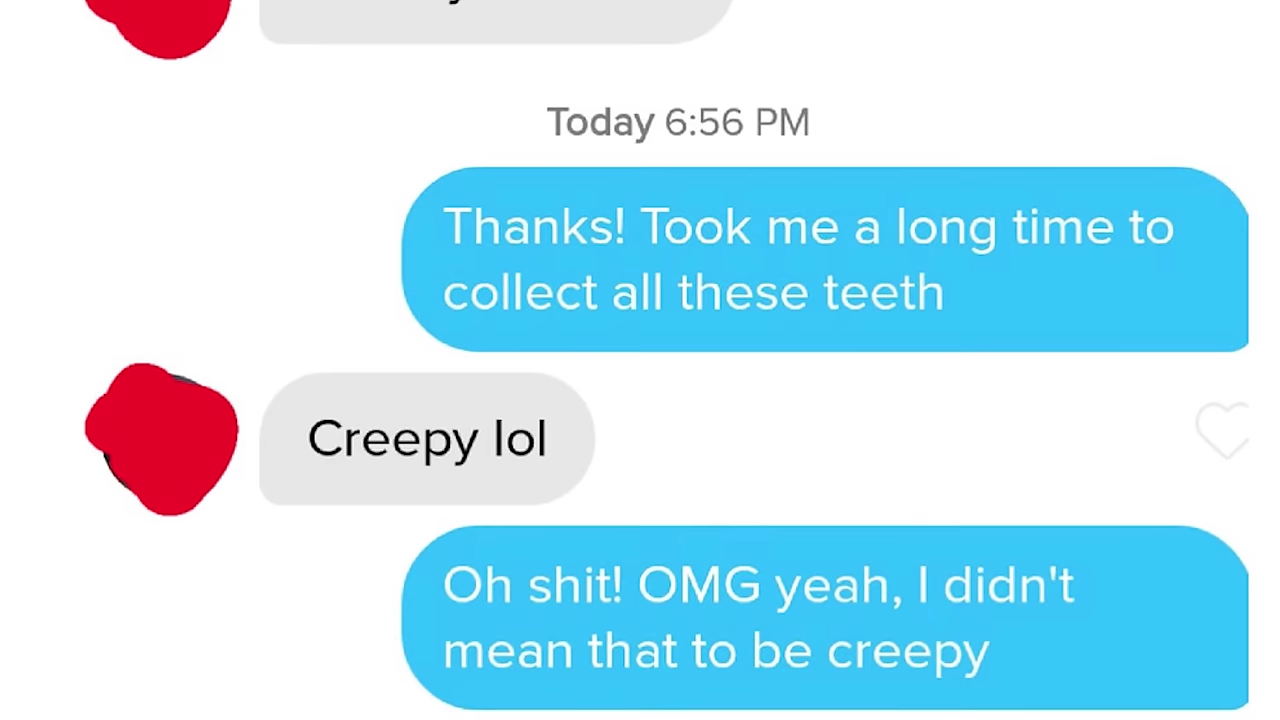 Today 6:56 PM
Thanks! Took me a long time to
collect all these teeth
Creepy lol
Oh shit! OMG yeah, I didn't
mean that to be creepy